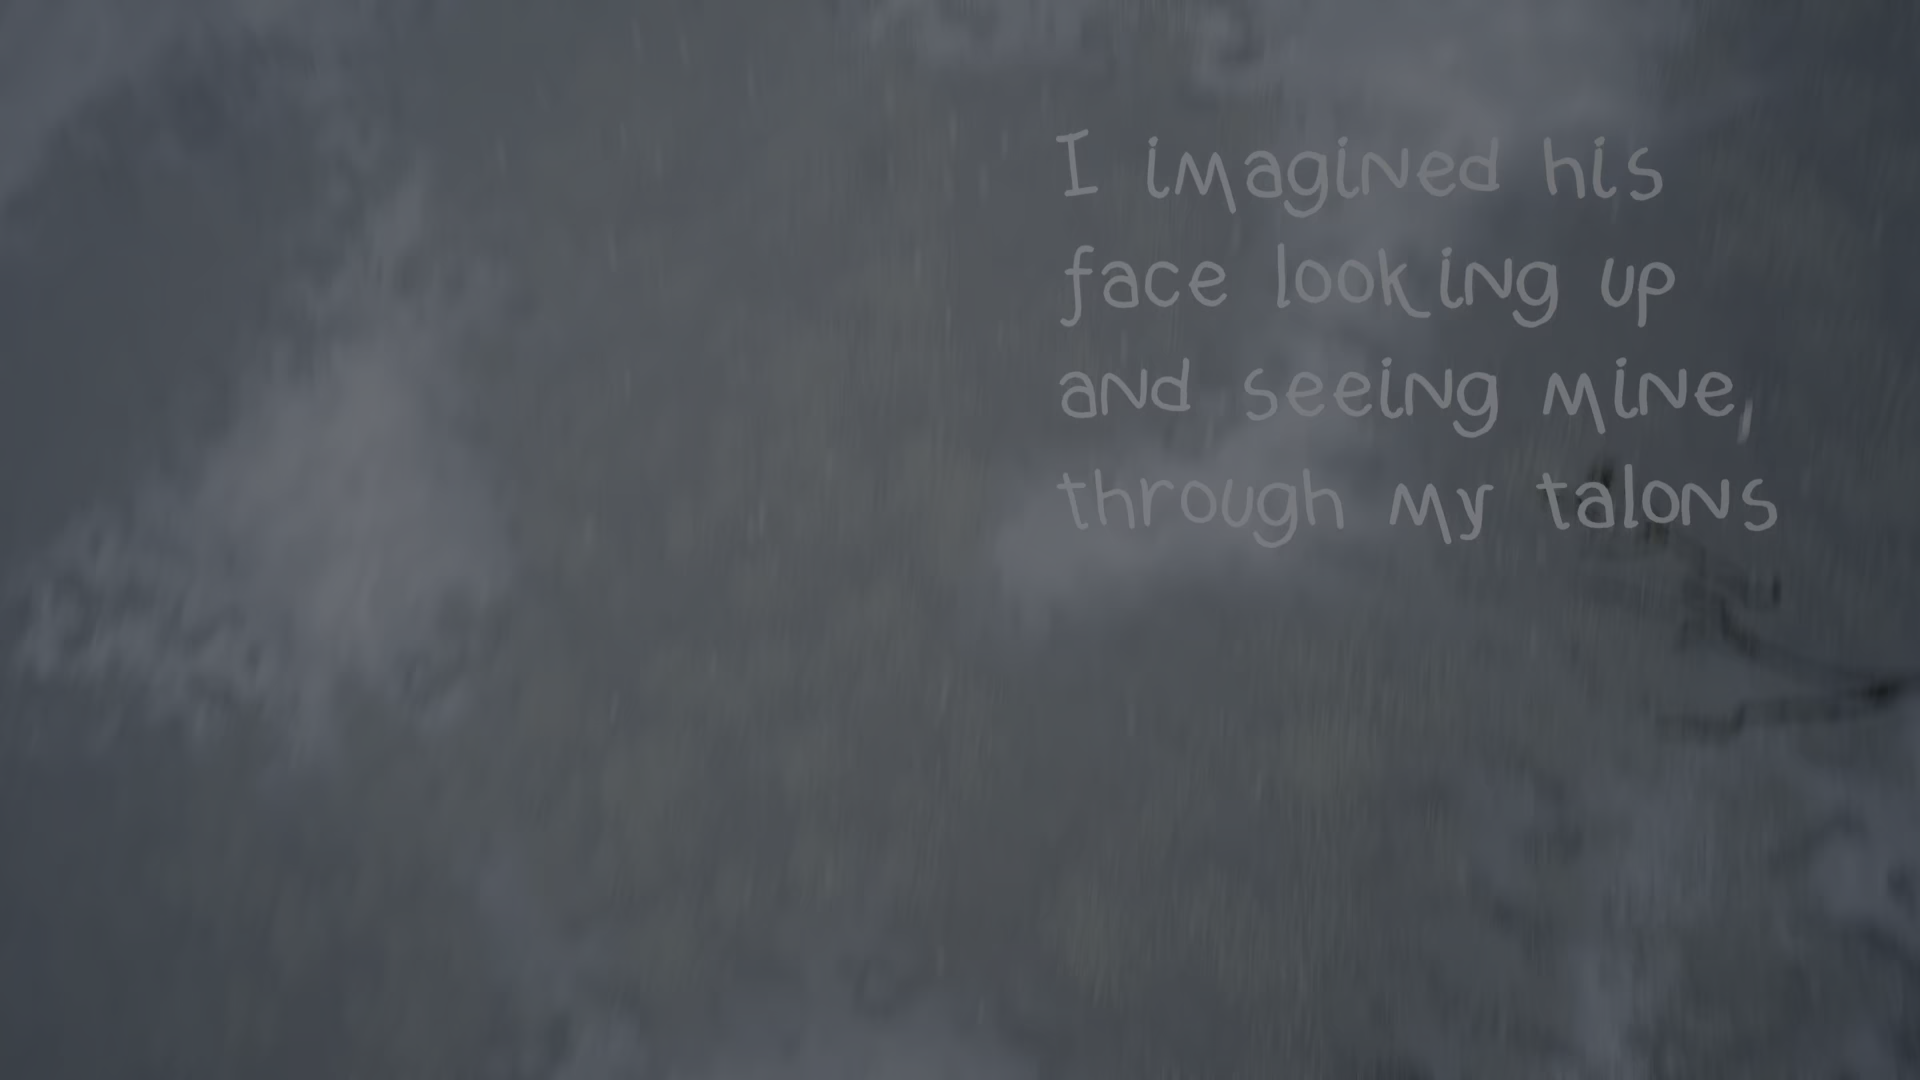 I imagined his
face looking up
and seeing mine,
through my talons